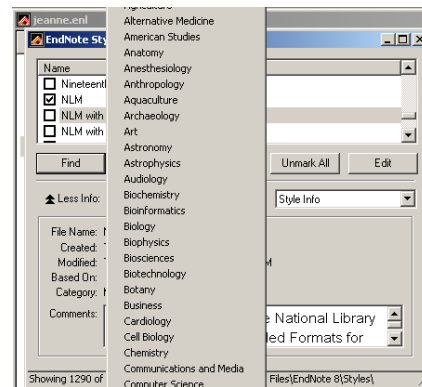 jeanne.enl
Agriculture
Alternative Medicine
EndNote Sty
American Studies
Anatomy
Name
Anesthesiology
Nineteenth
Anthropology
NLM
Aquaculture
NLM with
Archaeology
Art
NLM with
Astronomy
Find
Astrophysics
Unmark All
Edit
Audiology
Less Info:
Biochemistry
Style Info
Bioinformatics
Biology
File Name: N
Biophysics
Created:
Biosciences
Modified:
M
Biotechnology
Based On:
Botany
Category:
Business
Comments:
e National Library
Cardiology
Cell Biology
led Formats for
Chemistry
Communications and Media
Showing 1290 of
Files\EndNote 8\Styles\
Computer Science